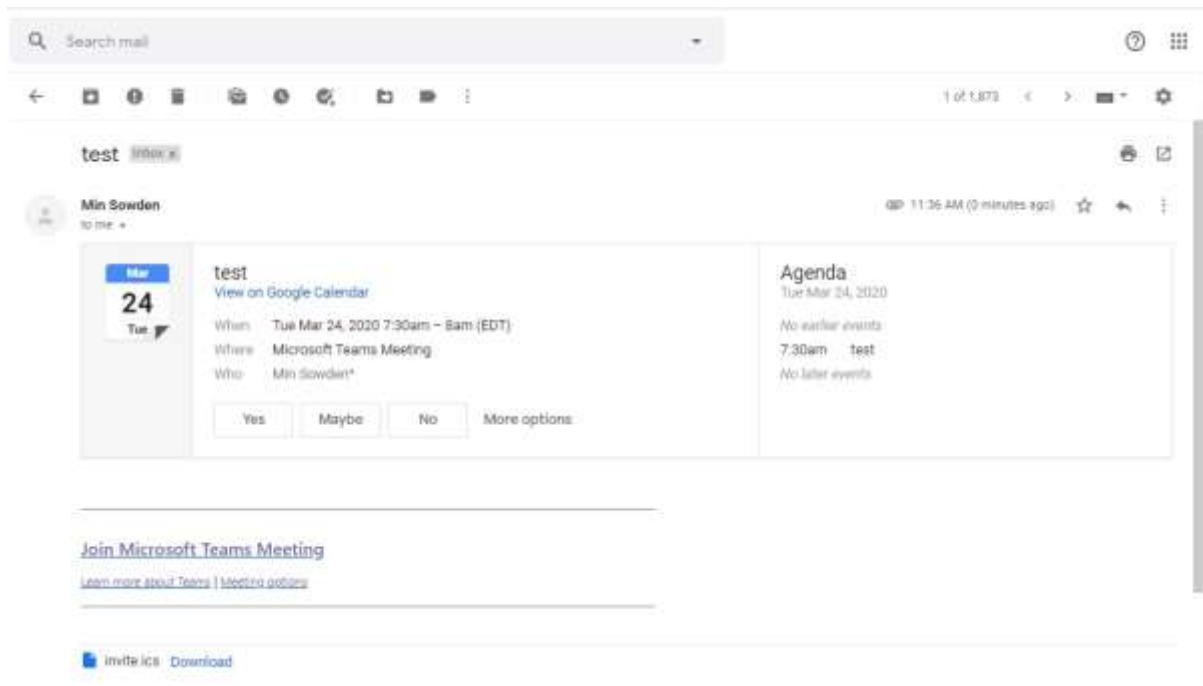 Search mail
1 of 1,873
test Inbox x
Min Sowden
11:36 AM (0 minutes ago)
to me
Mar
24
Tue
test
View on Google Calendar
When Tue Mar 24, 2020 7:30am – 8am (EDT)
Where Microsoft Teams Meeting
Who Min Sowden*
Yes Maybe No More options
Agenda
Tue Mar 24, 2020
No earlier events
7:30am test
No later events
Join Microsoft Teams Meeting
Learn more about Teams | Meeting options
invite.ics Download